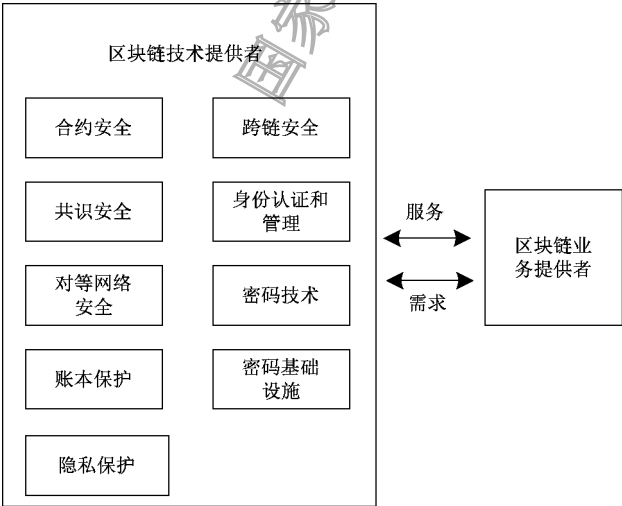 国家
区块链技术提供者
合约安全
跨链安全
共识安全
身份认证和
管理
对等网络
安全
密码技术
账本保护
密码基础
设施
隐私保护
服务
需求
区块链业
务提供者